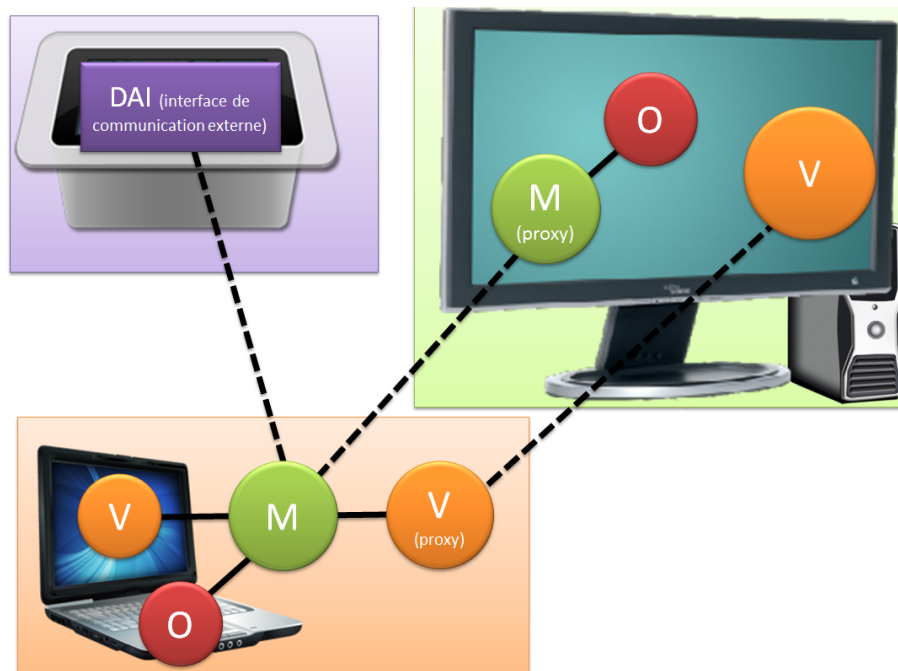 DAI (interface de
communication externe)
O
M
(proxy)
V
V
M
V
(proxy)
O